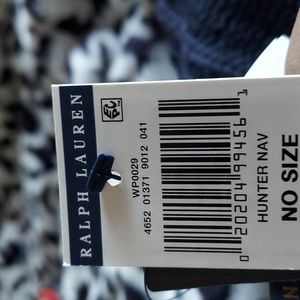 RALPH LAUREN
WP0029
4652 01371 9012 041
0 20204 99456 1
HUNTER NAV
NO SIZE